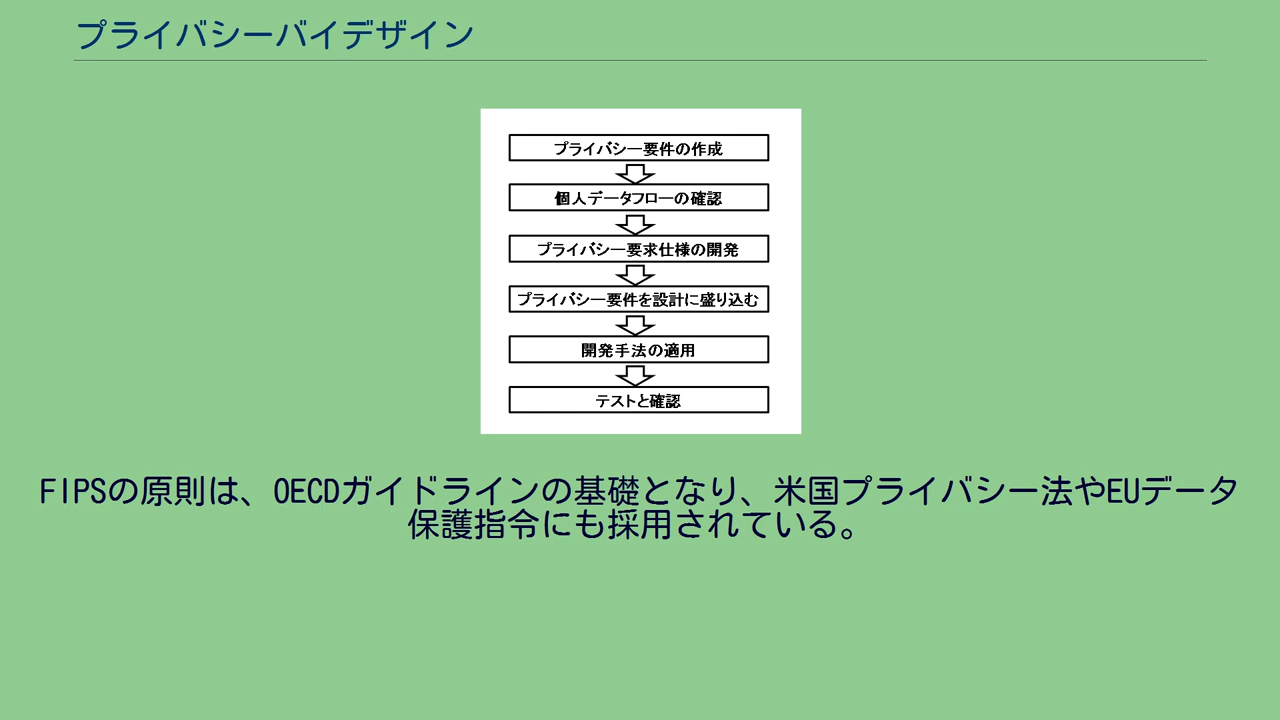 プライバシーバイデザイン
プライバシー要件の作成
個人データフローの確認
プライバシー要求仕様の開発
プライバシー要件を設計に盛り込む
開発手法の適用
テストと確認
FIPSの原則は、OECDガイドラインの基礎となり、米国プライバシー法やEUデータ
保護指令にも採用されている。